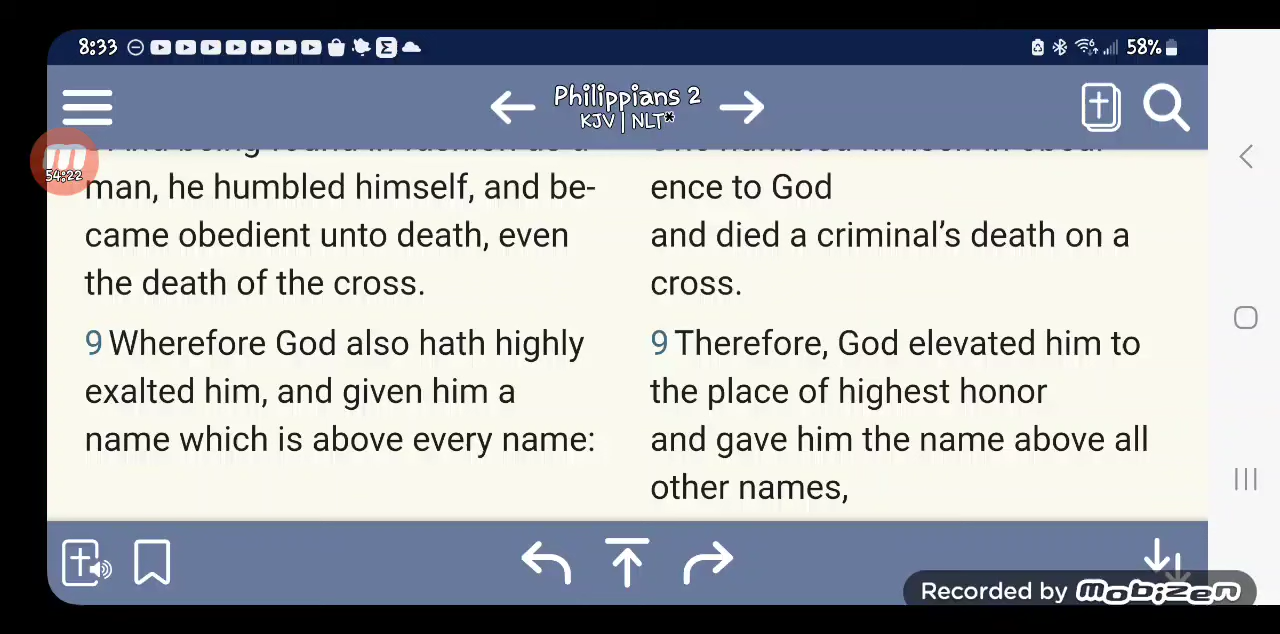 8:33
58%
Philippians 2
KJV | NLT*
54:22
man, he humbled himself, and be-
came obedient unto death, even
the death of the cross.
9 Wherefore God also hath highly
exalted him, and given him a
name which is above every name:
ence to God
and died a criminal’s death on a
cross.
9 Therefore, God elevated him to
the place of highest honor
and gave him the name above all
other names,
Recorded by mobizen